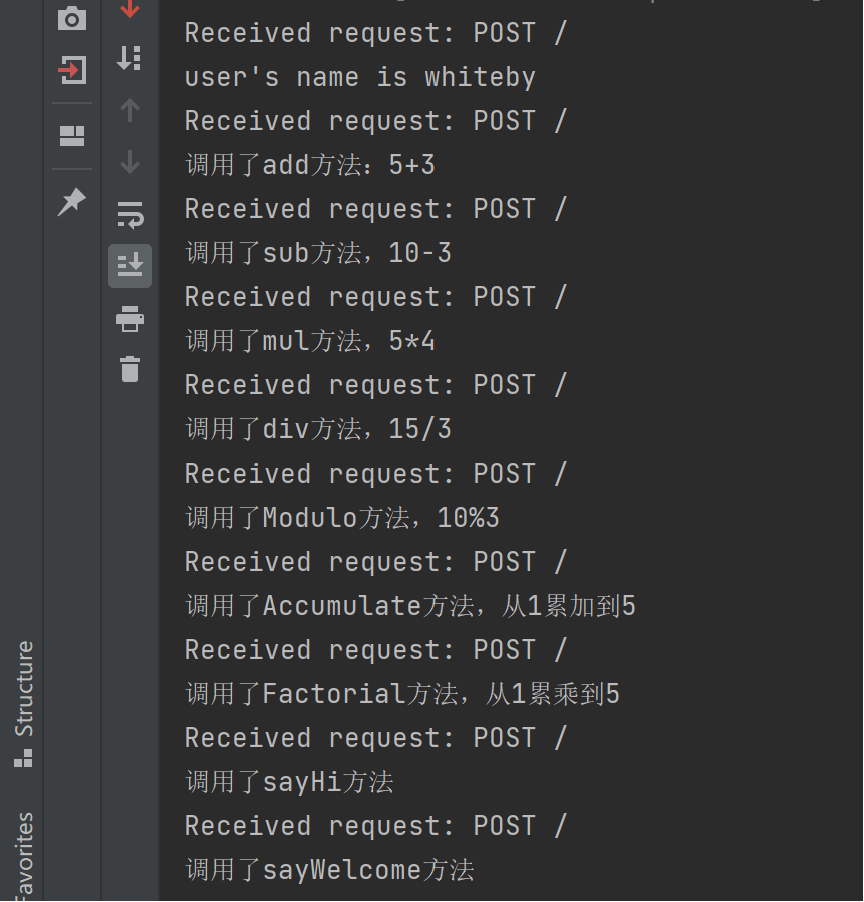 Received request: POST /
user's name is whiteby
Received request: POST /
调用了add方法：5+3
Received request: POST /
调用了sub方法，10-3
Received request: POST /
调用了mul方法，5*4
Received request: POST /
调用了div方法，15/3
Received request: POST /
调用了Modulo方法，10%3
Received request: POST /
调用了Accumulate方法，从1累加到5
Received request: POST /
调用了Factorial方法，从1累乘到5
Received request: POST /
调用了sayHi方法
Received request: POST /
调用了sayWelcome方法
Structure
Favorites